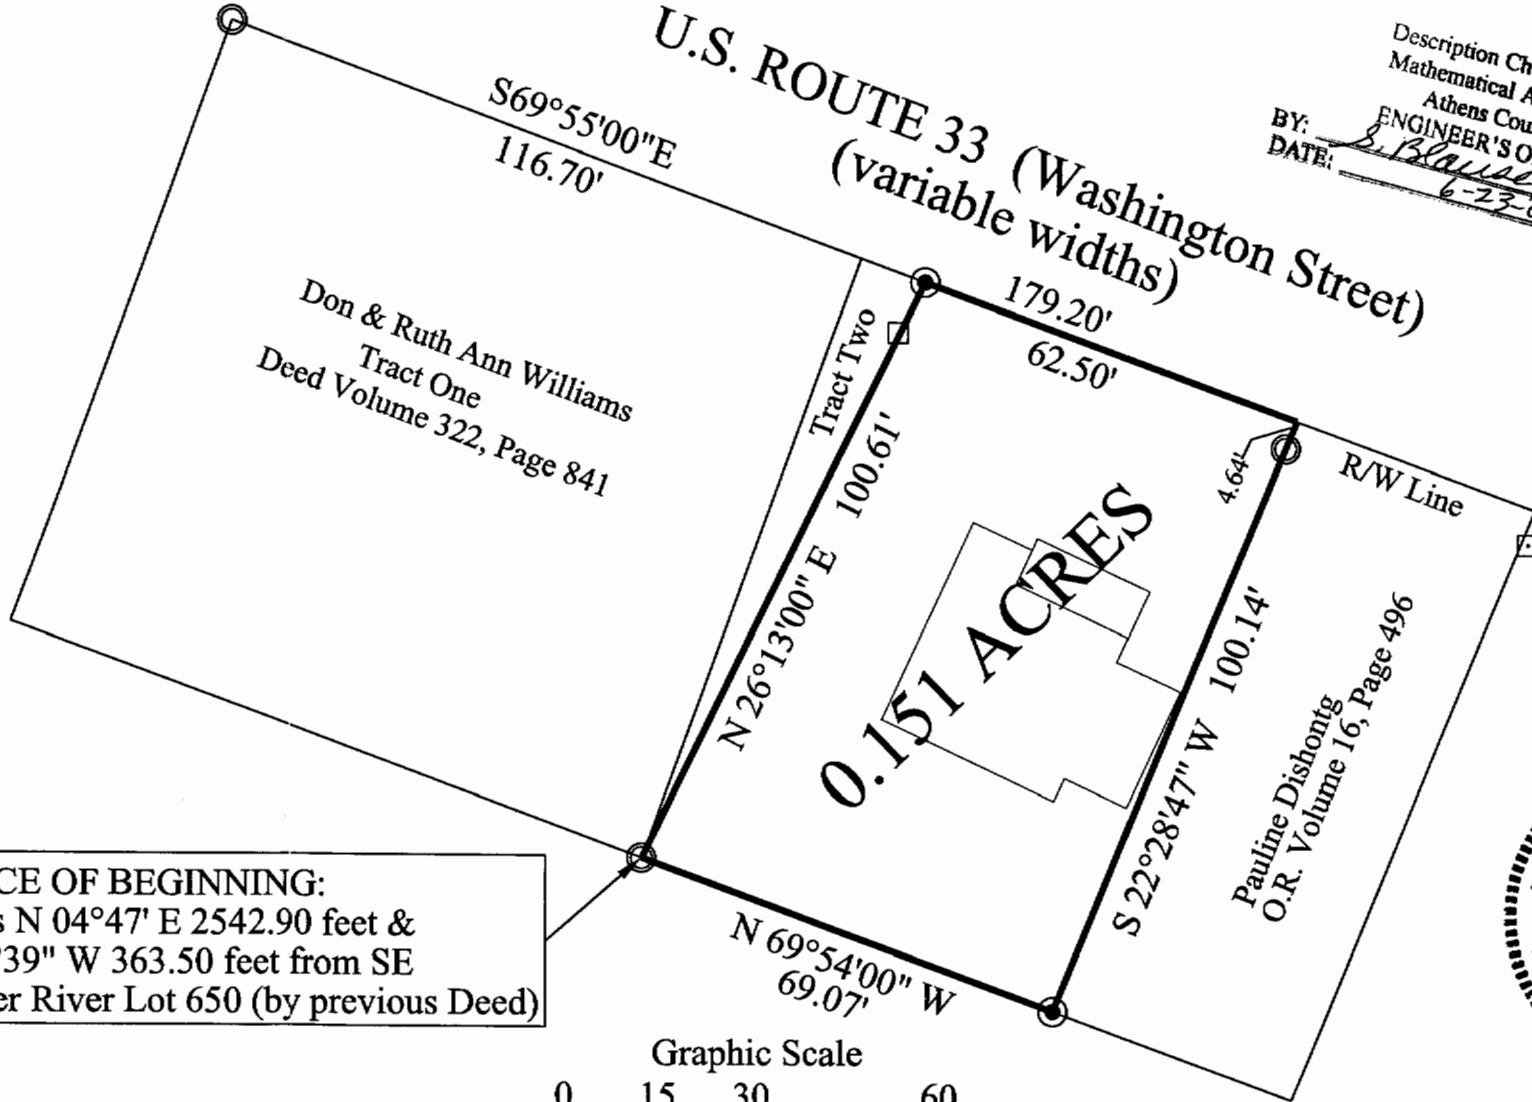 U.S. ROUTE 33 (Washington Street)
(variable widths)
Description Ch
Mathematical A
Athens Cou
ENGINEER'S O
BY: S. Blause
DATE: 6-23-
S69°55'00"E
116.70'
179.20'
62.50'
Don & Ruth Ann Williams
Tract One
Deed Volume 322, Page 841
Tract Two
N 26°13'00" E 100.61'
4.64'
R/W Line
0.151 ACRES
S 22°28'47" W 100.14'
Pauline Dishontg
O.R. Volume 16, Page 496
CE OF BEGINNING:
s N 04°47' E 2542.90 feet &
°39" W 363.50 feet from SE
er River Lot 650 (by previous Deed)
N 69°54'00" W
69.07'
Graphic Scale
0 15 30 60